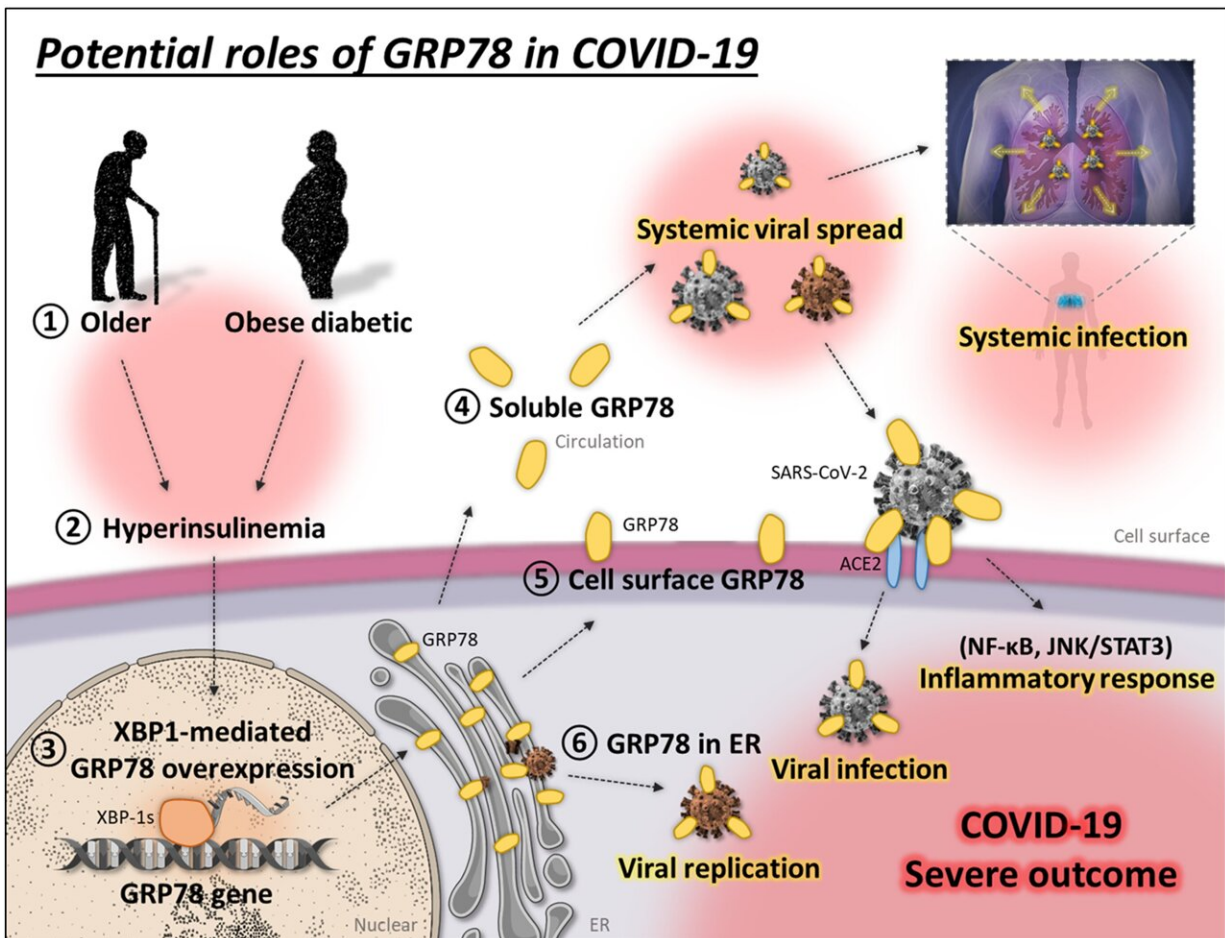 Potential roles of GRP78 in COVID-19
① Older
Obese diabetic
② Hyperinsulinemia
③
XBP1-mediated
GRP78 overexpression
XBP-1s
GRP78 gene
Nuclear
ER
GRP78
④ Soluble GRP78
Circulation
Systemic viral spread
Systemic infection
GRP78
⑤ Cell surface GRP78
SARS-CoV-2
ACE2
Cell surface
(NF-κB, JNK/STAT3)
Inflammatory response
Viral infection
⑥ GRP78 in ER
Viral replication
COVID-19
Severe outcome